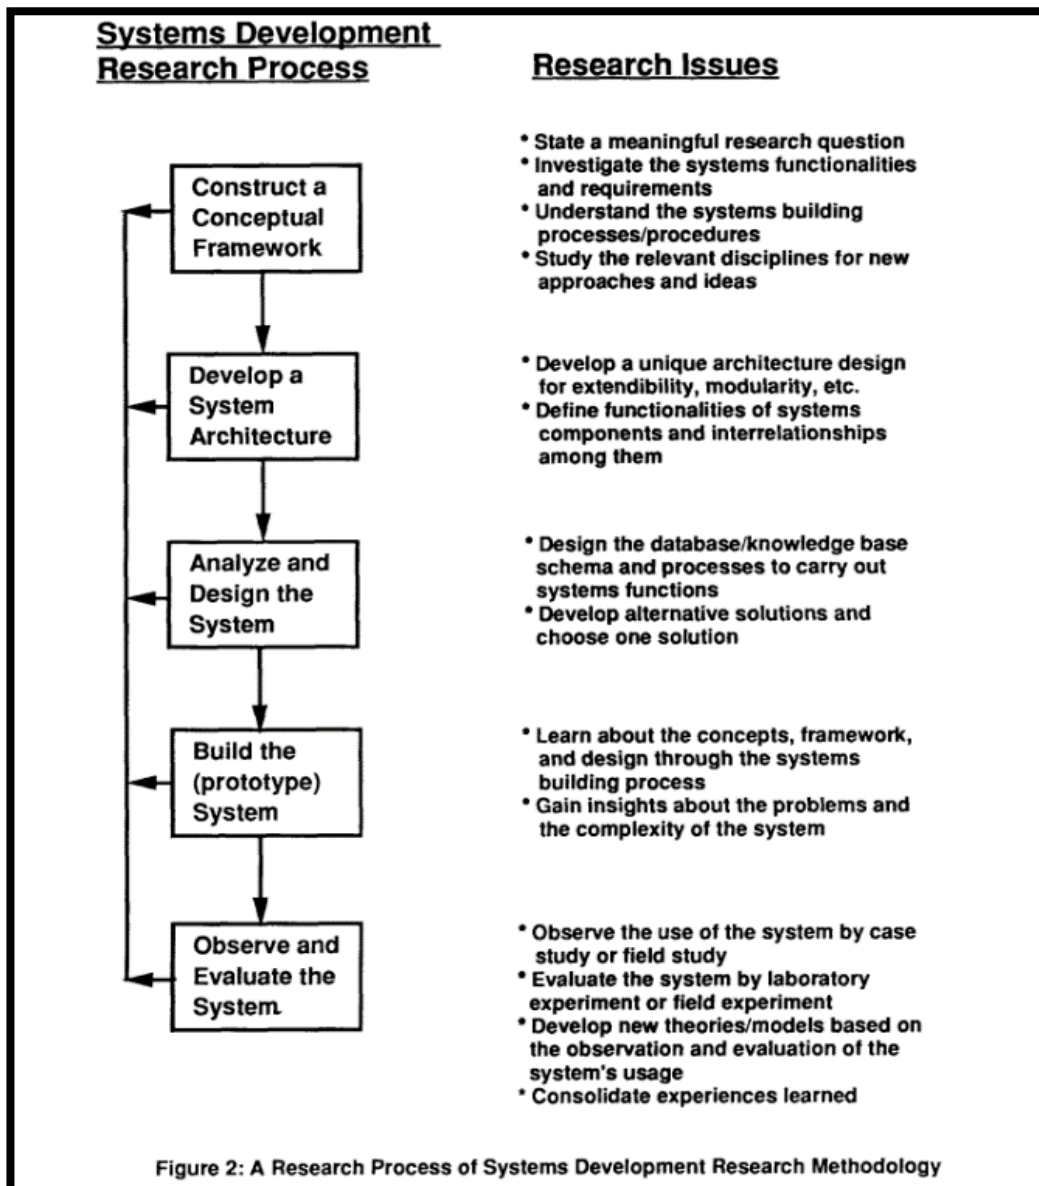 Systems Development
Research Process
Research Issues
Construct a
Conceptual
Framework
* State a meaningful research question
* Investigate the systems functionalities
and requirements
* Understand the systems building
processes/procedures
* Study the relevant disciplines for new
approaches and ideas
Develop a
System
Architecture
* Develop a unique architecture design
for extendibility, modularity, etc.
* Define functionalities of systems
components and interrelationships
among them
Analyze and
Design the
System
* Design the database/knowledge base
schema and processes to carry out
systems functions
* Develop alternative solutions and
choose one solution
Build the
(prototype)
System
* Learn about the concepts, framework,
and design through the systems
building process
* Gain insights about the problems and
the complexity of the system
Observe and
Evaluate the
System.
* Observe the use of the system by case
study or field study
* Evaluate the system by laboratory
experiment or field experiment
* Develop new theories/models based on
the observation and evaluation of the
system's usage
* Consolidate experiences learned
Figure 2: A Research Process of Systems Development Research Methodology